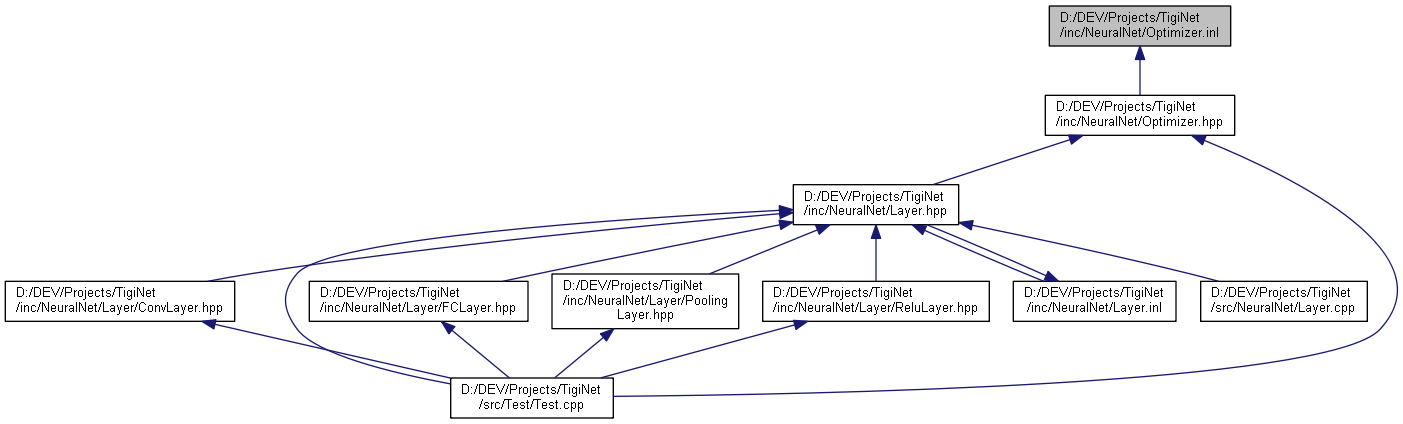 D:/DEV/Projects/TigiNet
/inc/NeuralNet/Optimizer.inl
D:/DEV/Projects/TigiNet
/inc/NeuralNet/Optimizer.hpp
D:/DEV/Projects/TigiNet
/inc/NeuralNet/Layer.hpp
D:/DEV/Projects/TigiNet
/inc/NeuralNet/Layer/ConvLayer.hpp
D:/DEV/Projects/TigiNet
/inc/NeuralNet/Layer/FCLayer.hpp
D:/DEV/Projects/TigiNet
/inc/NeuralNet/Layer/Pooling
Layer.hpp
D:/DEV/Projects/TigiNet
/inc/NeuralNet/Layer/ReluLayer.hpp
D:/DEV/Projects/TigiNet
/inc/NeuralNet/Layer.inl
D:/DEV/Projects/TigiNet
/src/NeuralNet/Layer.cpp
D:/DEV/Projects/TigiNet
/src/Test/Test.cpp